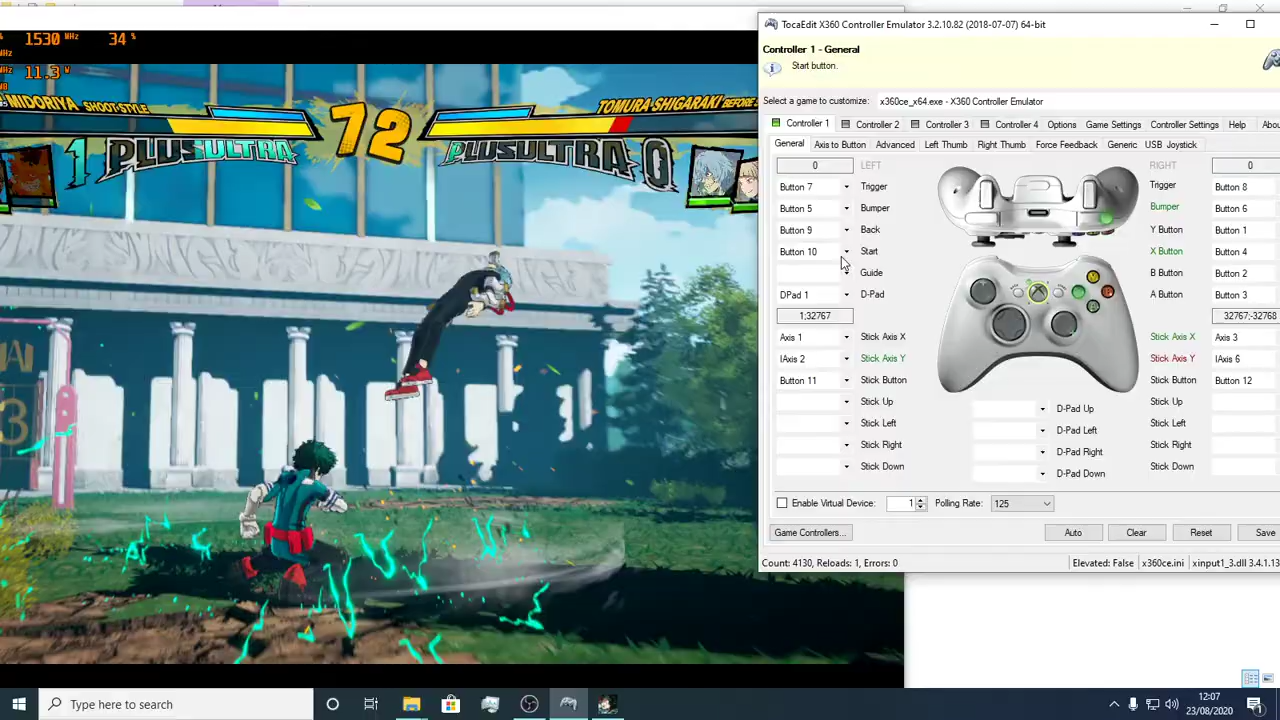 1530 MHz 34 %
MHz
MHz 11.3 W
MB
MIDORIYA SHOOT-STYLE
72
TOMURA SHIGARAKI BEFORE
1 PLUSULTRA
PLUSULTRA 0
TocaEdit X360 Controller Emulator 3.2.10.82 (2018-07-07) 64-bit
Controller 1 - General
Start button.
Select a game to customize: x360ce_x64.exe - X360 Controller Emulator
Controller 1 Controller 2 Controller 3 Controller 4 Options Game Settings Controller Settings Help Abo
General Axis to Button Advanced Left Thumb Right Thumb Force Feedback Generic USB Joystick
0 LEFT RIGHT 0
Button 7 Trigger Trigger Button 8
Button 5 Bumper Bumper Button 6
Button 9 Back Y Button Button 1
Button 10 Start X Button Button 4
Guide B Button Button 2
DPad 1 D-Pad A Button Button 3
1;32767 32767;-32768
Axis 1 Stick Axis X Stick Axis X Axis 3
IAxis 2 Stick Axis Y Stick Axis Y IAxis 6
Button 11 Stick Button Stick Button Button 12
Stick Up Stick Up
D-Pad Up
Stick Left Stick Left
D-Pad Left
Stick Right Stick Right
D-Pad Right
Stick Down Stick Down
D-Pad Down
Enable Virtual Device: 1 Polling Rate: 125
Game Controllers... Auto Clear Reset Save
Count: 4130, Reloads: 1, Errors: 0 Elevated: False x360ce.ini xinput1_3.dll 3.4.1.13
Type here to search
12:07
23/08/2020